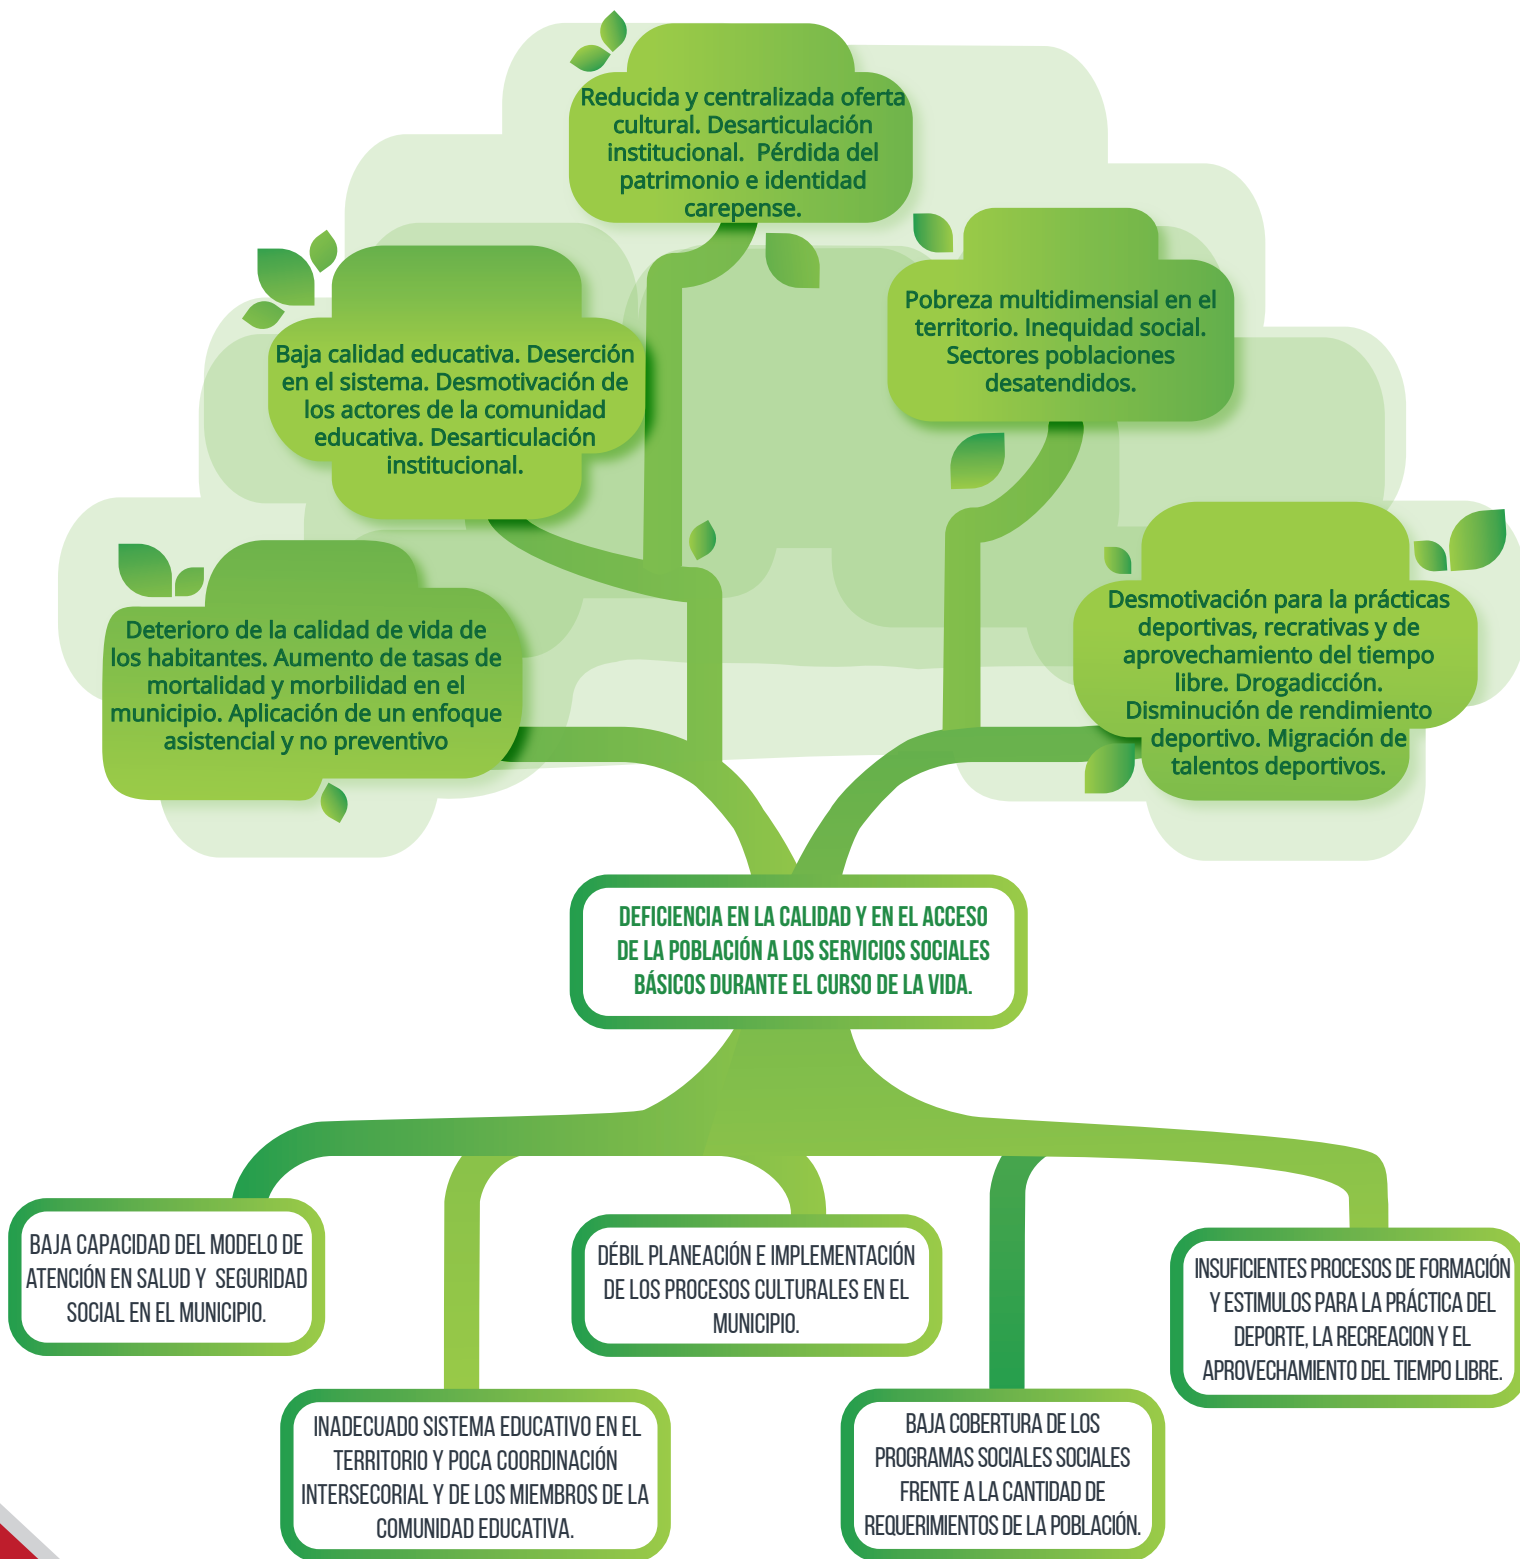 Reducida y centralizada oferta
cultural. Desarticulación
institucional.  Pérdida del
patrimonio e identidad
carepense.
Pobreza multidimensial en el
territorio. Inequidad social.
Sectores poblaciones
desatendidos.
Baja calidad educativa. Deserción
en el sistema. Desmotivación de
los actores de la comunidad
educativa. Desarticulación
institucional.
Deterioro de la calidad de vida de
los habitantes. Aumento de tasas de
mortalidad y morbilidad en el
municipio. Aplicación de un enfoque
asistencial y no preventivo
Desmotivación para la prácticas
deportivas, recrativas y de
aprovechamiento del tiempo
libre. Drogadicción.
Disminución de rendimiento
deportivo. Migración de
talentos deportivos.
DEFICIENCIA EN LA CALIDAD Y EN EL ACCESO
DE LA POBLACIÓN A LOS SERVICIOS SOCIALES
BÁSICOS DURANTE EL CURSO DE LA VIDA.
BAJA CAPACIDAD DEL MODELO DE
ATENCIÓN EN SALUD Y  SEGURIDAD
SOCIAL EN EL MUNICIPIO.
DÉBIL PLANEACIÓN E IMPLEMENTACIÓN
DE LOS PROCESOS CULTURALES EN EL
MUNICIPIO.
INSUFICIENTES PROCESOS DE FORMACIÓN
Y ESTIMULOS PARA LA PRÁCTICA DEL
DEPORTE, LA RECREACION Y EL
APROVECHAMIENTO DEL TIEMPO LIBRE.
INADECUADO SISTEMA EDUCATIVO EN EL
TERRITORIO Y POCA COORDINACIÓN
INTERSECORIAL Y DE LOS MIEMBROS DE LA
COMUNIDAD EDUCATIVA.
BAJA COBERTURA DE LOS
PROGRAMAS SOCIALES SOCIALES
FRENTE A LA CANTIDAD DE
REQUERIMIENTOS DE LA POBLACIÓN.